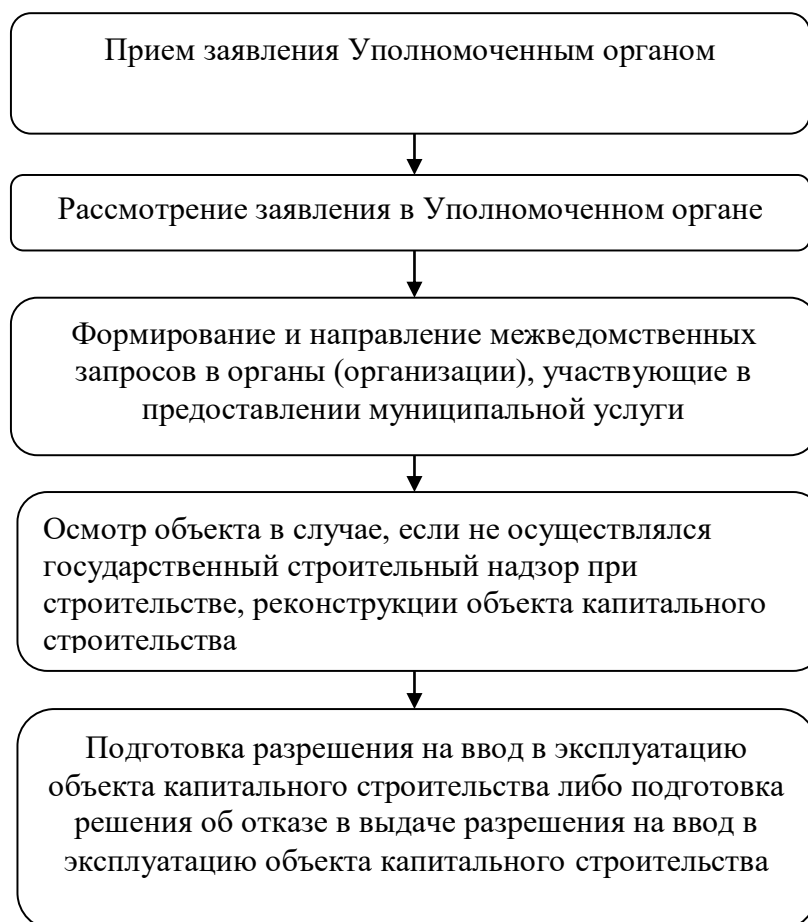 Прием заявления Уполномоченным органом
Рассмотрение заявления в Уполномоченном органе
Формирование и направление межведомственных
запросов в органы (организации), участвующие в
предоставлении муниципальной услуги
Осмотр объекта в случае, если не осуществлялся
государственный строительный надзор при
строительстве, реконструкции объекта капитального
строительства
Подготовка разрешения на ввод в эксплуатацию
объекта капитального строительства либо подготовка
решения об отказе в выдаче разрешения на ввод в
эксплуатацию объекта капитального строительства